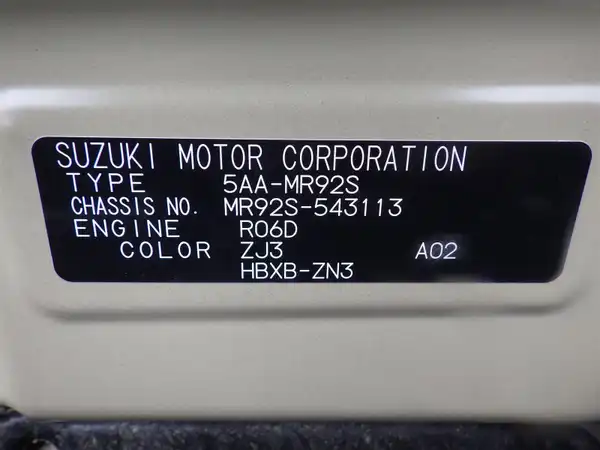 SUZUKI MOTOR CORPORATION
TYPE 5AA-MR92S
CHASSIS NO. MR92S-543113
ENGINE R06D
COLOR ZJ3 A02
HBXB-ZN3